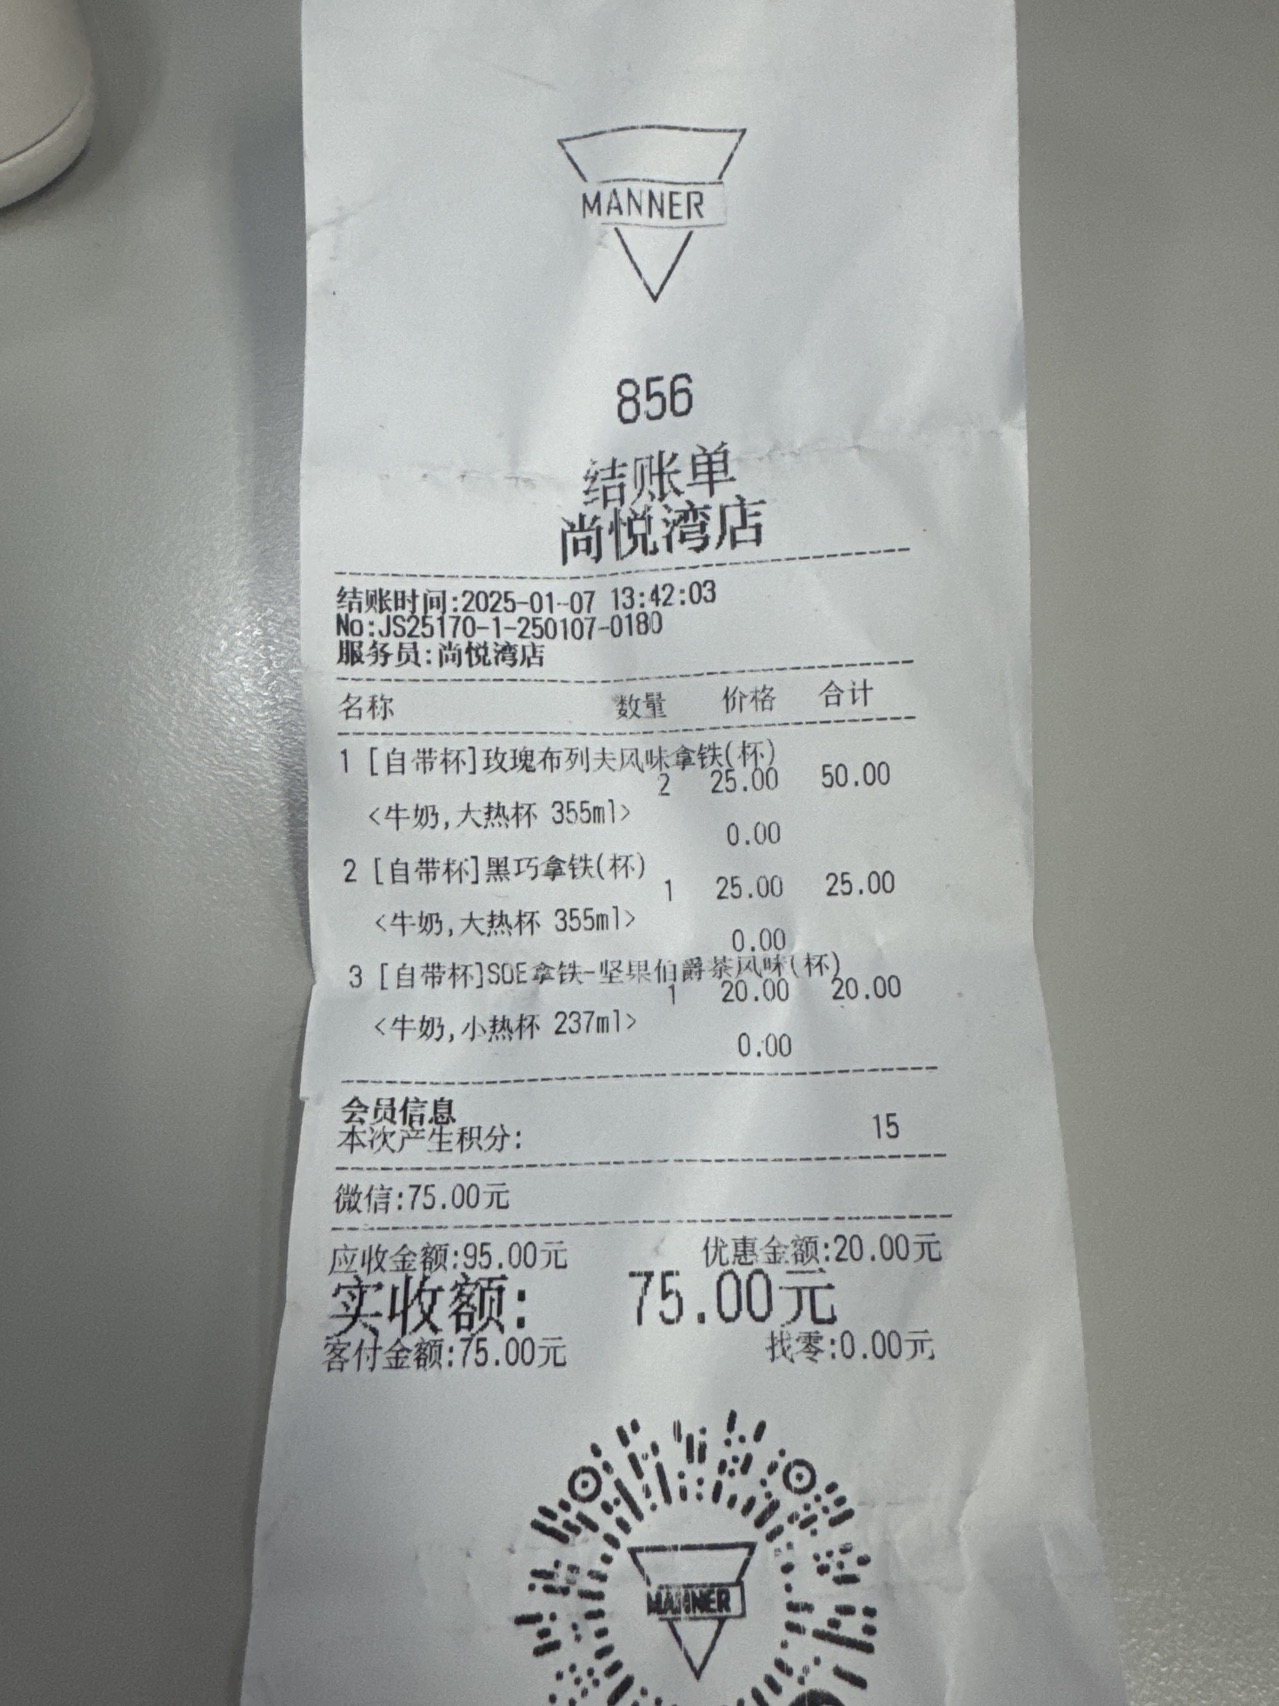 MANNER
856
结账单
尚悦湾店
结账时间:2025-01-07 13:42:03
No:JS25170-1-250107-0180
服务员:尚悦湾店
名称 数量 价格 合计
1 [自带杯]玫瑰布列夫风味拿铁(杯)
2 25.00 50.00
<牛奶,大热杯 355ml>
0.00
2 [自带杯]黑巧拿铁(杯)
1 25.00 25.00
<牛奶,大热杯 355ml>
0.00
3 [自带杯]SOE拿铁-坚果伯爵茶风味(杯)
1 20.00 20.00
<牛奶,小热杯 237ml>
0.00
会员信息
本次产生积分: 15
微信:75.00元
应收金额:95.00元 优惠金额:20.00元
实收额: 75.00元
客付金额:75.00元 找零:0.00元
MANNER